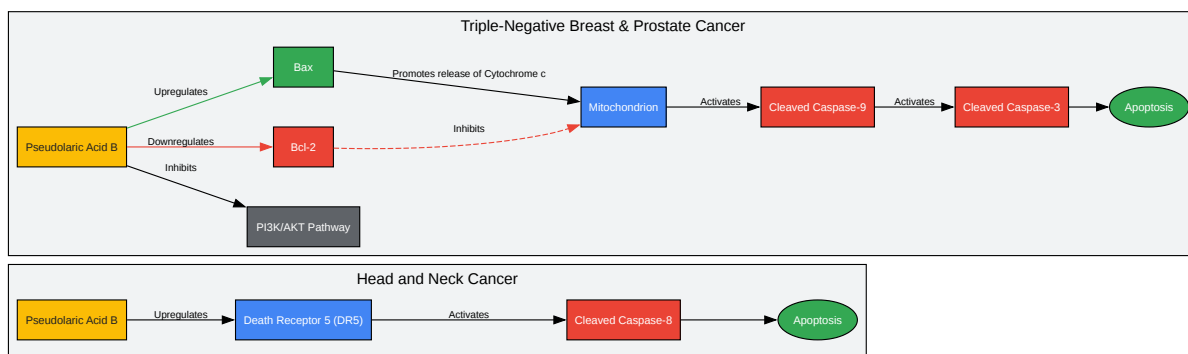 Triple-Negative Breast & Prostate Cancer
Bax
Promotes release of Cytochrome c
Upregulates
Mitochondrion
Activates
Cleaved Caspase-9
Activates
Cleaved Caspase-3
Apoptosis
Pseudolaric Acid B
Downregulates
Bcl-2
Inhibits
Inhibits
PI3K/AKT Pathway
Head and Neck Cancer
Pseudolaric Acid B
Upregulates
Death Receptor 5 (DR5)
Activates
Cleaved Caspase-8
Apoptosis